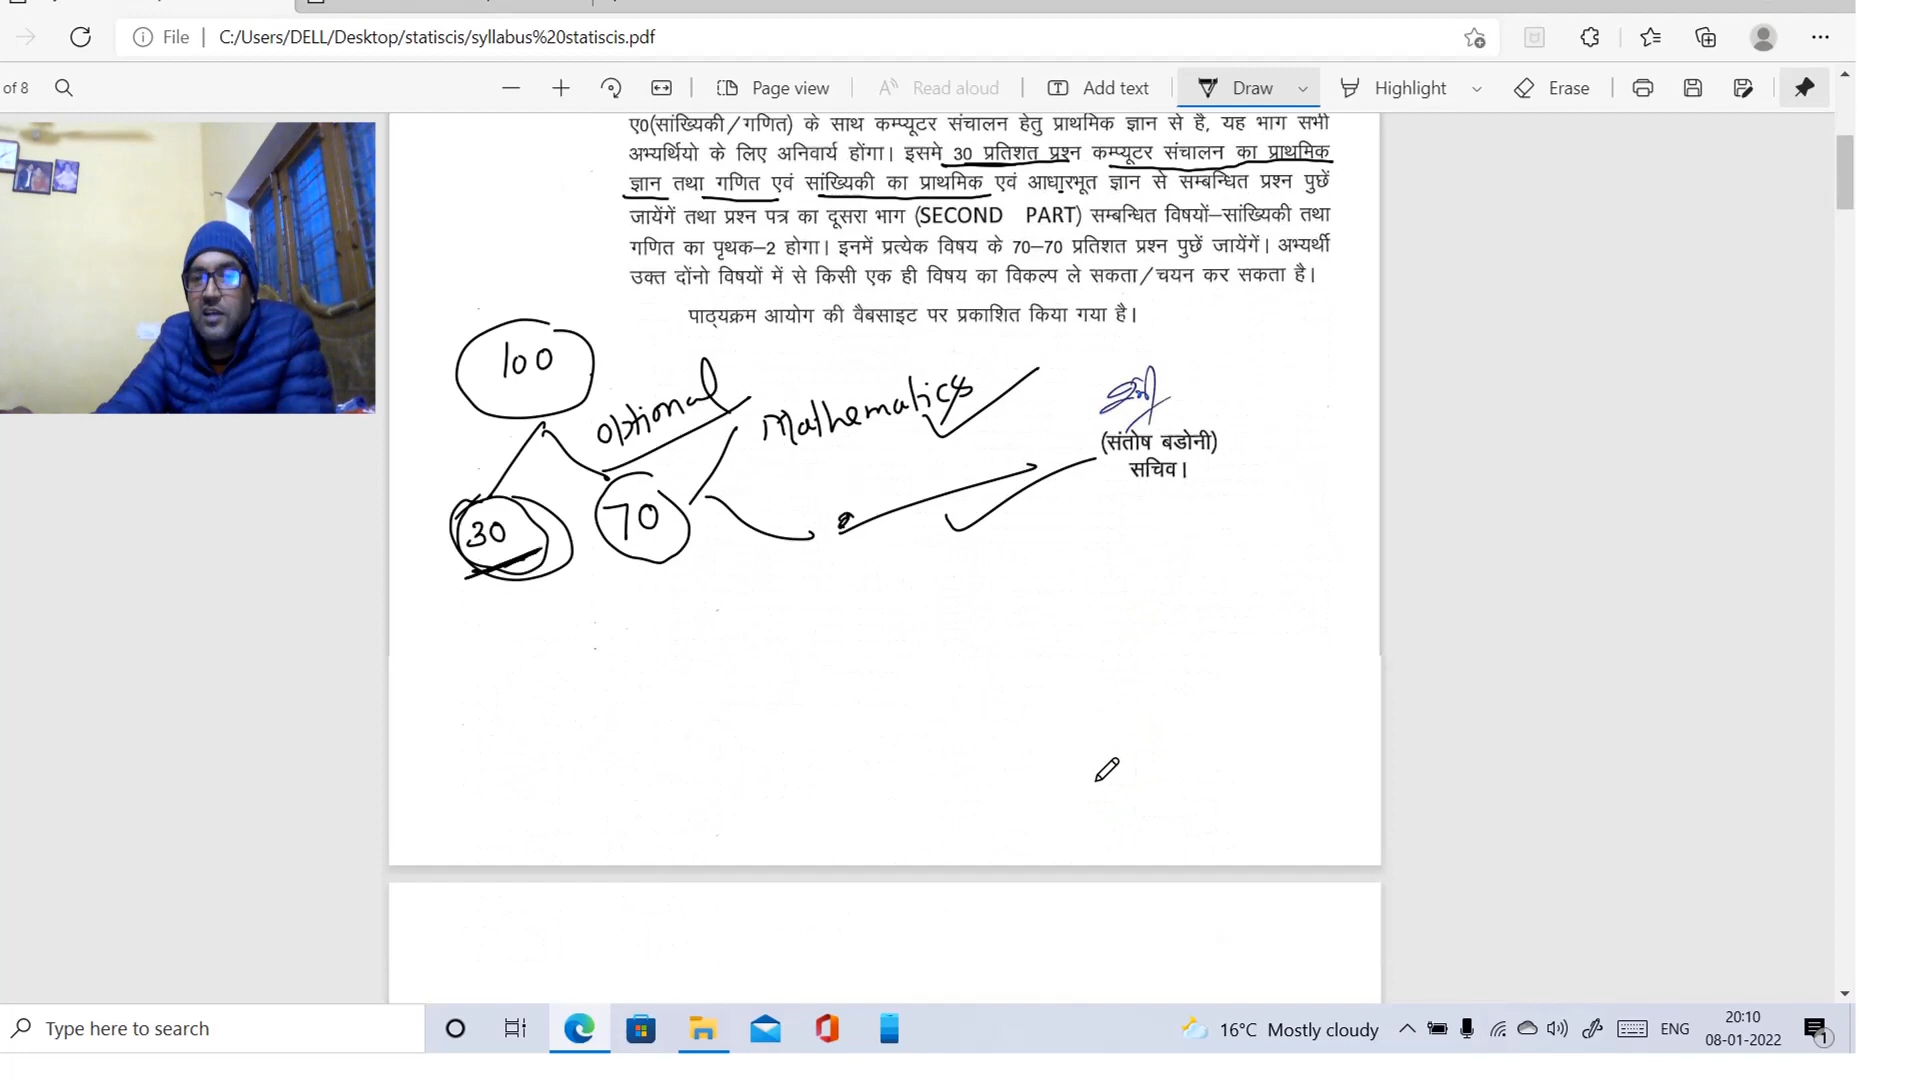 File C:/Users/DELL/Desktop/statiscis/syllabus%20statiscis.pdf
of 8 Page view Read aloud Add text Draw Highlight Erase
ए0(सांख्यिकी/गणित) के साथ कम्प्यूटर संचालन हेतु प्राथमिक ज्ञान से है, यह भाग सभी
अभ्यर्थियो के लिए अनिवार्य होंगा। इसमे 30 प्रतिशत प्रश्न कम्प्यूटर संचालन का प्राथमिक
ज्ञान तथा गणित एवं सांख्यिकी का प्राथमिक एवं आधारभूत ज्ञान से सम्बन्धित प्रश्न पुछें
जायेंगें तथा प्रश्न पत्र का दूसरा भाग (SECOND PART) सम्बन्धित विषयों–सांख्यिकी तथा
गणित का पृथक–2 होगा। इनमें प्रत्येक विषय के 70–70 प्रतिशत प्रश्न पुछें जायेंगें। अभ्यर्थी
उक्त दोंनो विषयों में से किसी एक ही विषय का विकल्प ले सकता/चयन कर सकता है।
पाठ्यक्रम आयोग की वैबसाइट पर प्रकाशित किया गया है।
100
optional
Mathematics
(संतोष बडोनी)
सचिव।
30
70
Type here to search
16°C Mostly cloudy
ENG
20:10
08-01-2022
1